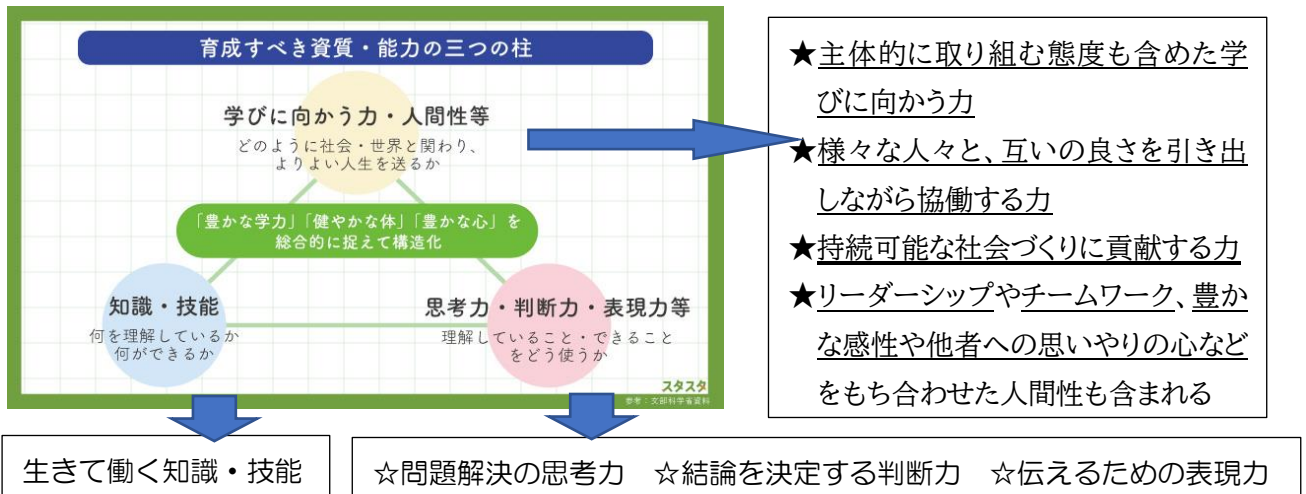 育成すべき資質・能力の三つの柱
学びに向かう力・人間性等
どのように社会・世界と関わり、
よりよい人生を送るか
「豊かな学力」「健やかな体」「豊かな心」を
総合的に捉えて構造化
知識・技能
何を理解しているか
何ができるか
思考力・判断力・表現力等
理解していること・できること
をどう使うか
スタスタ
参考：文部科学省資料
★主体的に取り組む態度も含めた学
びに向かう力
★様々な人々と、互いの良さを引き出
しながら協働する力
★持続可能な社会づくりに貢献する力
★リーダーシップやチームワーク、豊か
な感性や他者への思いやりの心など
をもち合わせた人間性も含まれる
生きて働く知識・技能
☆問題解決の思考力　☆結論を決定する判断力　☆伝えるための表現力